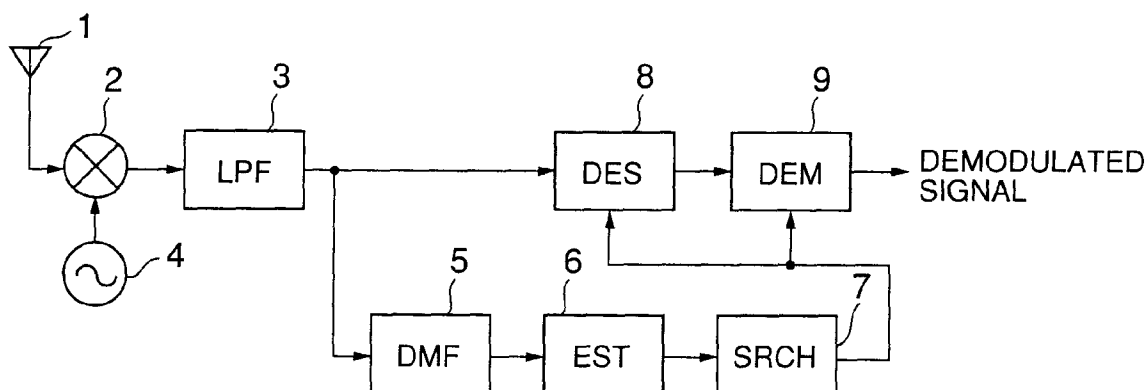 1
2
3
8
9
LPF
DES
DEM
DEMODULATED
SIGNAL
4
5
6
7
DMF
EST
SRCH